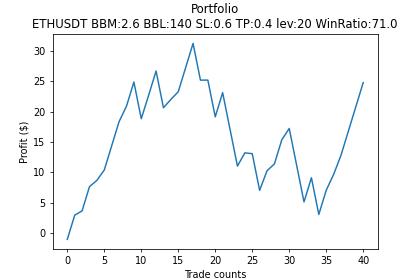 Portfolio
ETHUSDT BBM:2.6 BBL:140 SL:0.6 TP:0.4 lev:20 WinRatio:71.0
30
25
20
15
10
5
0
Profit ($)
0 5 10 15 20 25 30 35 40
Trade counts